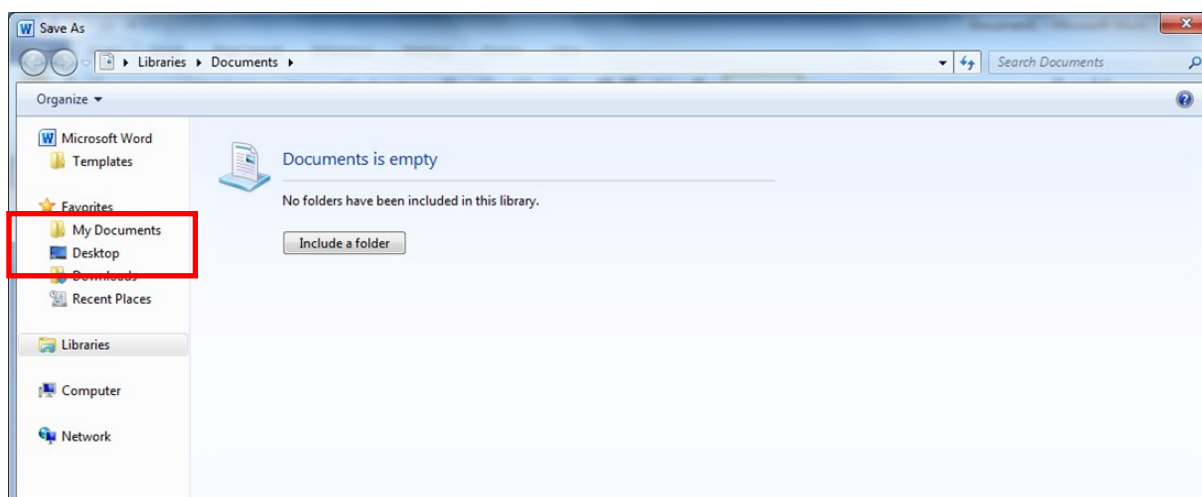 Save As
Libraries Documents
Search Documents
Organize
Microsoft Word
Templates
Documents is empty
No folders have been included in this library.
Include a folder
Favorites
My Documents
Desktop
Downloads
Recent Places
Libraries
Computer
Network